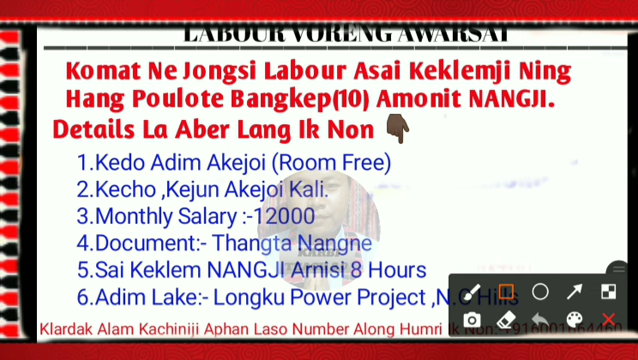 LABOUR VORENG AWARSAI
Komat Ne Jongsi Labour Asai Keklemji Ning
Hang Poulote Bangkep(10) Amonit NANGJI.
Details La Aber Lang Ik Non
1.Kedo Adim Akejoi (Room Free)
2.Kecho ,Kejun Akejoi Kali.
3.Monthly Salary :-12000
4.Document:- Thangta Nangne
5.Sai Keklem NANGJI Arnisi 8 Hours
6.Adim Lake:- Longku Power Project ,N.C Hills
Klardak Alam Kachiniji Aphan Laso Number Along Humri Ik Non: